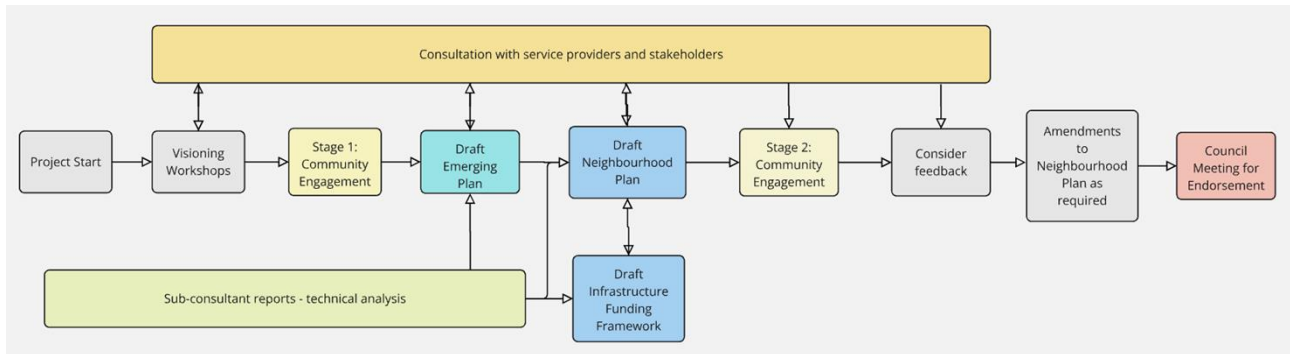 Consultation with service providers and stakeholders
Project Start
Visioning
Workshops
Stage 1:
Community
Engagement
Draft
Emerging
Plan
Draft
Neighbourhood
Plan
Stage 2:
Community
Engagement
Consider
feedback
Amendments
to
Neighbourhood
Plan as
required
Council
Meeting for
Endorsement
Sub-consultant reports - technical analysis
Draft
Infrastructure
Funding
Framework